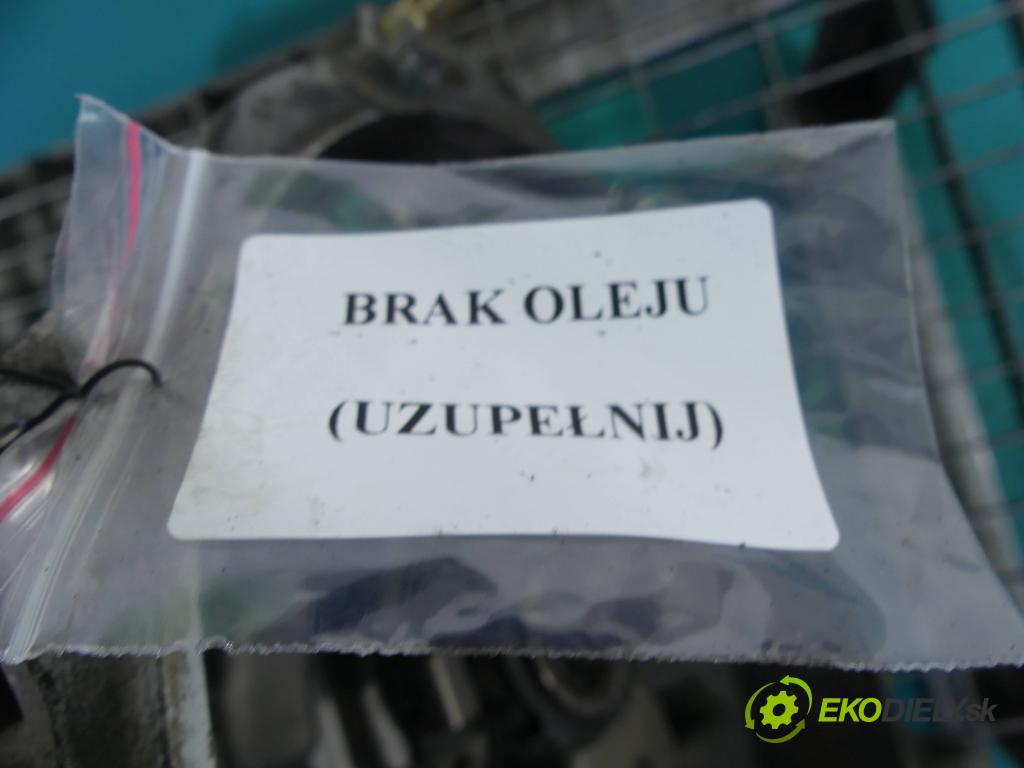 BRAK OLEJU
(UZUPEŁNIJ)
EKODIELY.sk